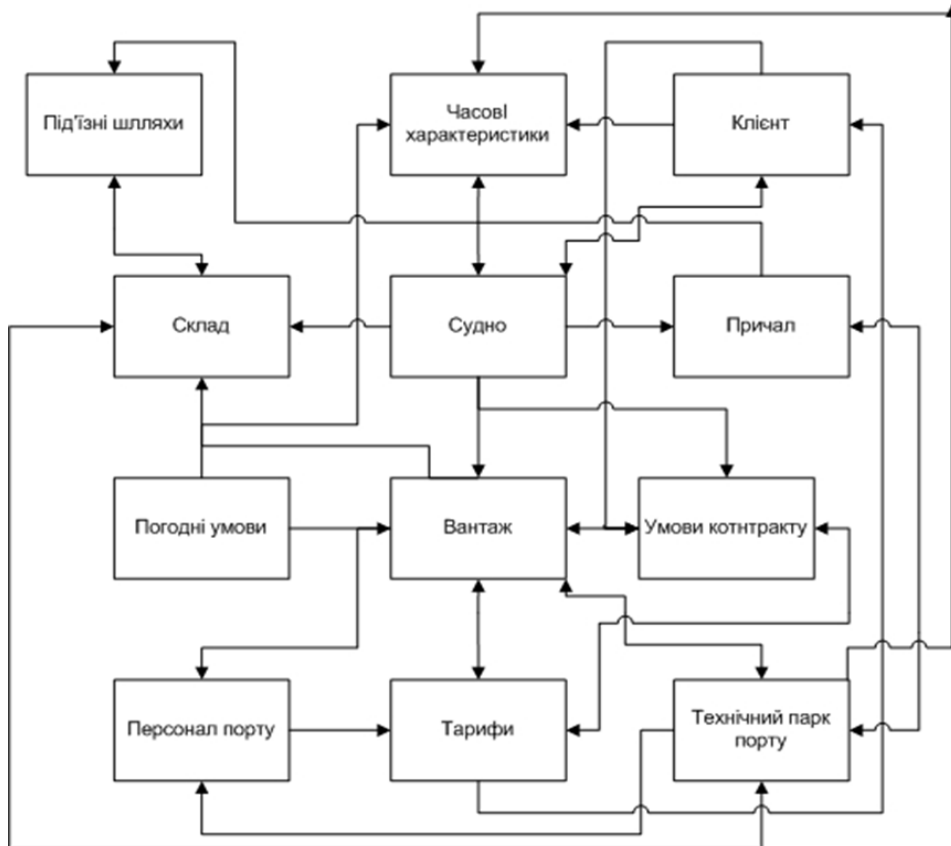 Під'їзні шлляхи
ЧасовІ
характеристики
Клієнт
Склад
Судно
Причал
Погодні умови
Вантаж
Умови котнтракту
Персонал порту
Тарифи
Технічний парк
порту